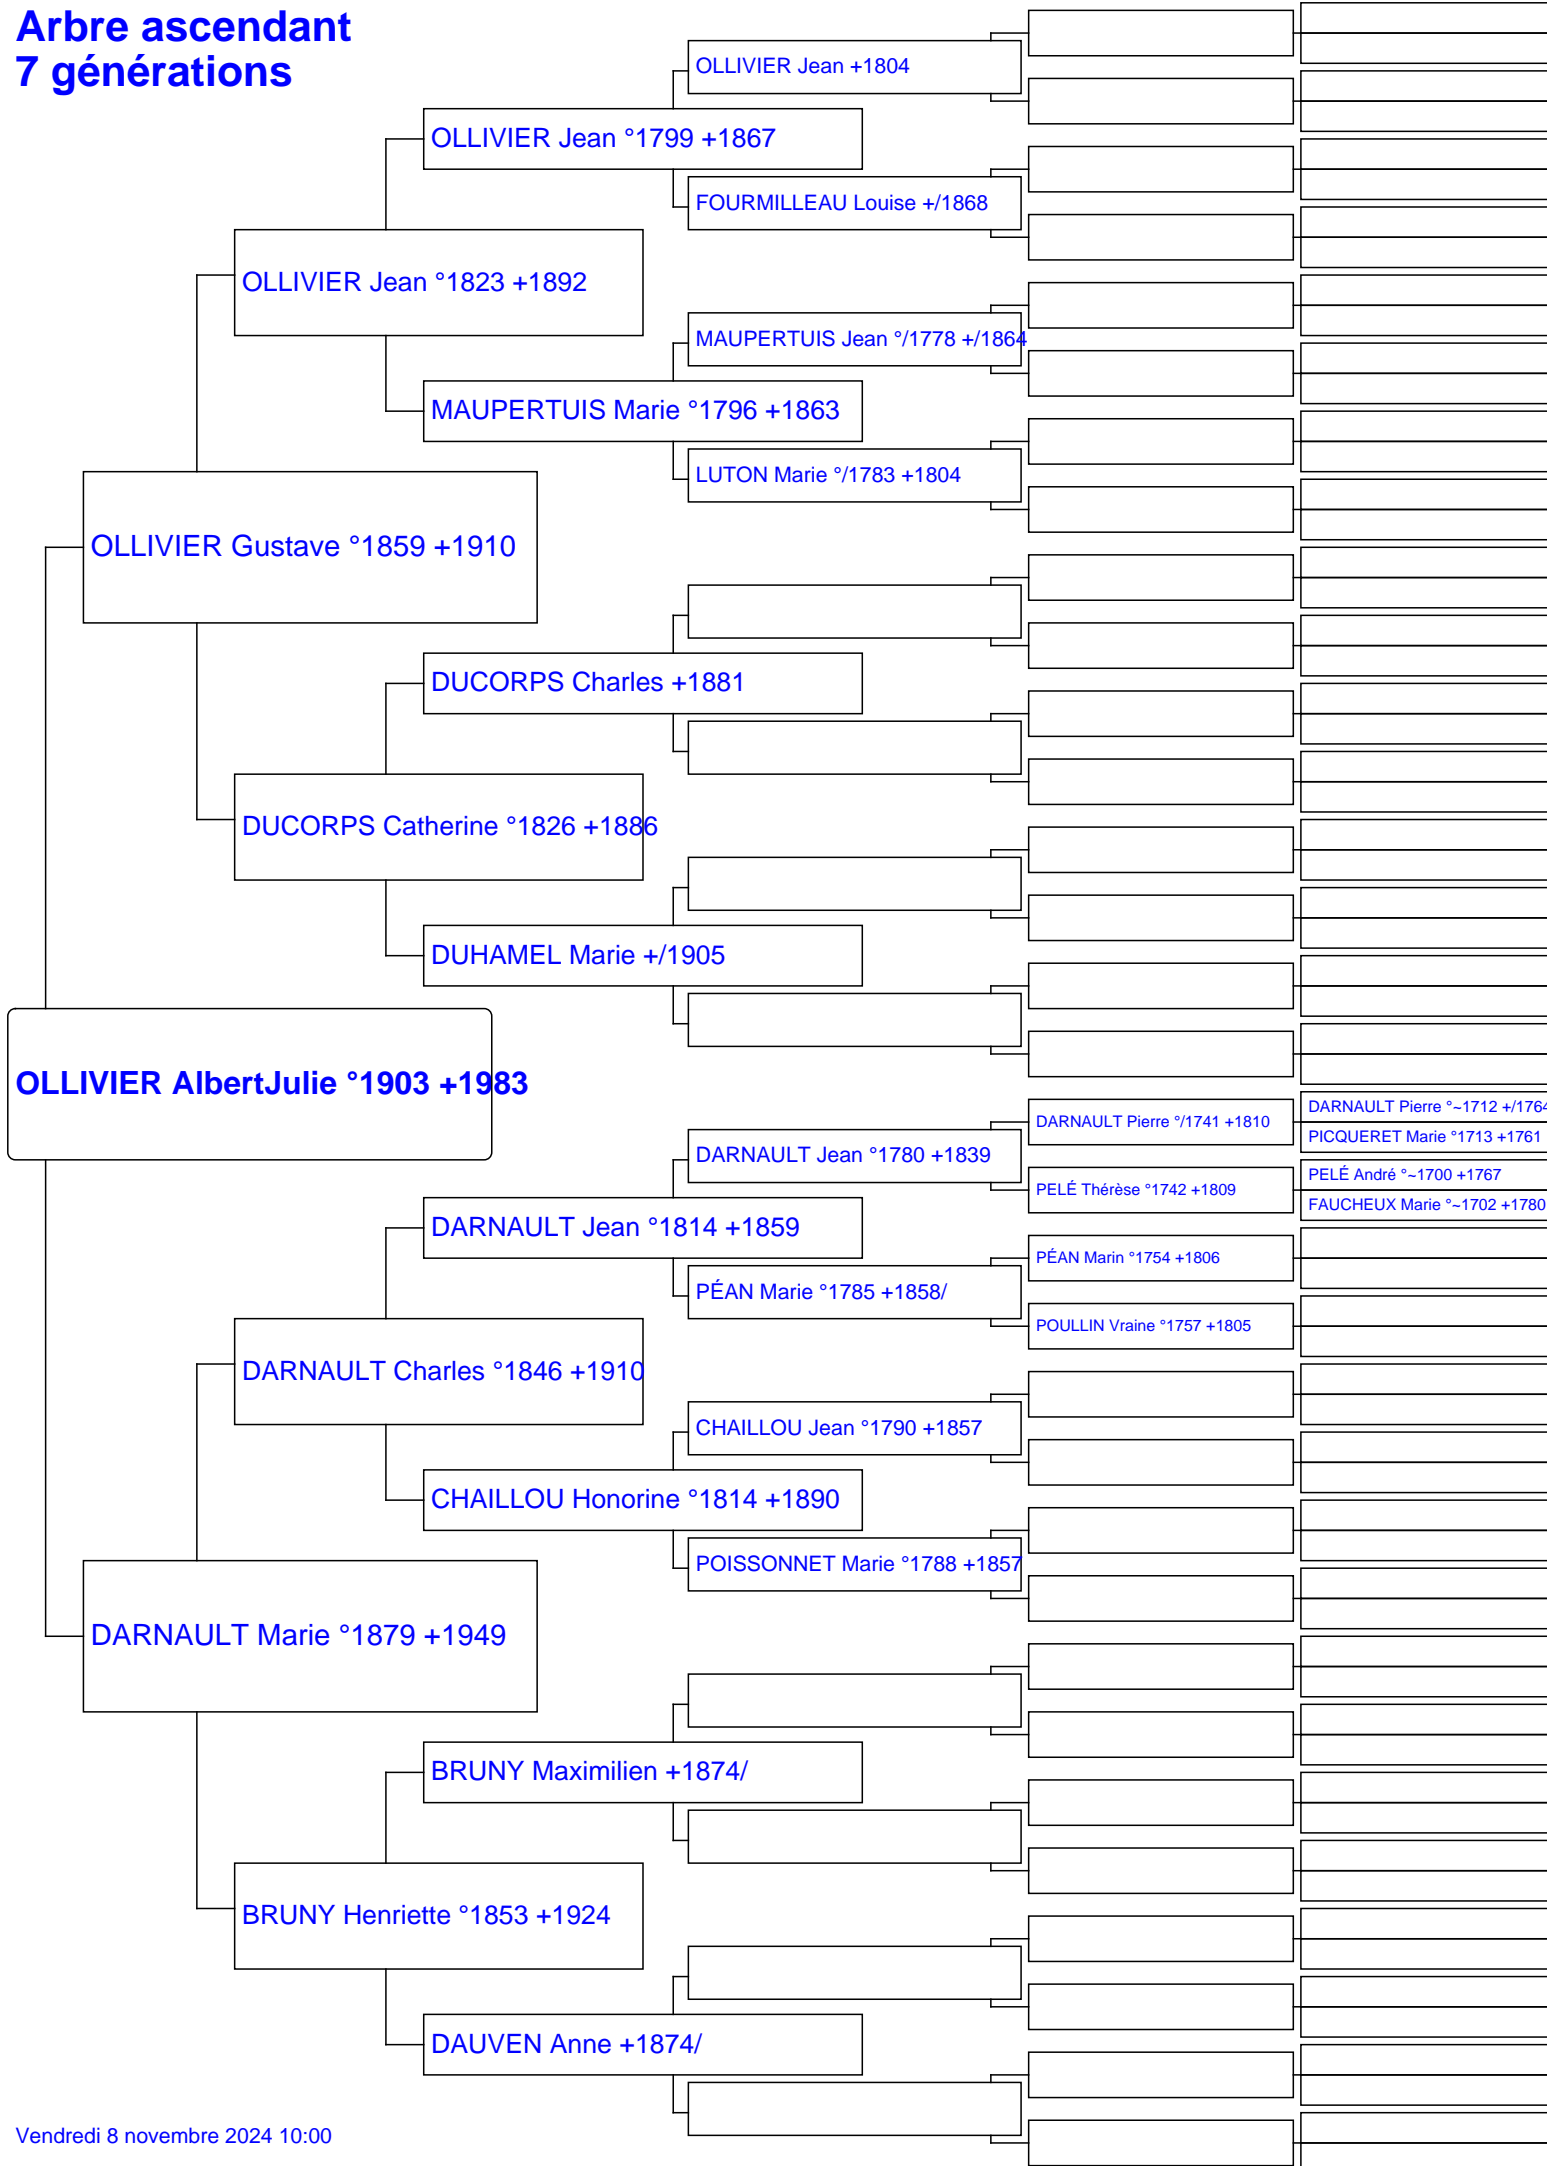 Arbre ascendant
7 générations
OLLIVIER Jean +1804
OLLIVIER Jean °1799 +1867
FOURMILLEAU Louise +/1868
OLLIVIER Jean °1823 +1892
MAUPERTUIS Jean °/1778 +/1864
MAUPERTUIS Marie °1796 +1863
LUTON Marie °/1783 +1804
OLLIVIER Gustave °1859 +1910
DUCORPS Charles +1881
DUCORPS Catherine °1826 +1886
DUHAMEL Marie +/1905
OLLIVIER AlbertJulie °1903 +1983
DARNAULT Pierre °~1712 +/1764
DARNAULT Pierre °/1741 +1810
PICQUERET Marie °1713 +1761
DARNAULT Jean °1780 +1839
PELÉ André °~1700 +1767
PELÉ Thérèse °1742 +1809
FAUCHEUX Marie °~1702 +1780
DARNAULT Jean °1814 +1859
PÉAN Marin °1754 +1806
PÉAN Marie °1785 +1858/
POULLIN Vraine °1757 +1805
DARNAULT Charles °1846 +1910
CHAILLOU Jean °1790 +1857
CHAILLOU Honorine °1814 +1890
POISSONNET Marie °1788 +1857
DARNAULT Marie °1879 +1949
BRUNY Maximilien +1874/
BRUNY Henriette °1853 +1924
DAUVEN Anne +1874/
Vendredi 8 novembre 2024 10:00